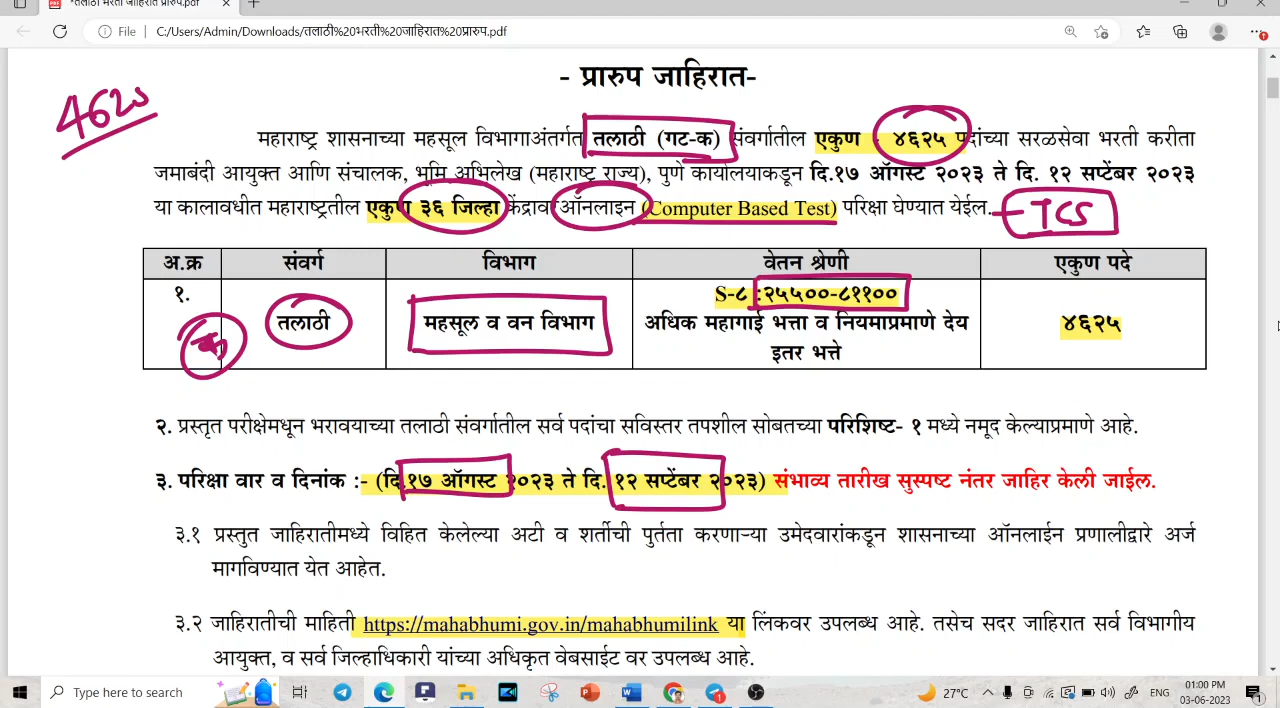 *तलाठी भरती जाहिरात प्रारुप.pdf
File C:/Users/Admin/Downloads/तलाठी%20भरती%20जाहिरात%20प्रारुप.pdf
- प्रारुप जाहिरात-
4625
महाराष्ट्र शासनाच्या महसूल विभागाअंतर्गत तलाठी (गट-क) संवर्गातील एकुण - ४६२५ पदांच्या सरळसेवा भरती करीता
जमाबंदी आयुक्त आणि संचालक, भूमि अभिलेख (महाराष्ट्र राज्य), पुणे कार्यालयाकडून दि.१७ ऑगस्ट २०२३ ते दि. १२ सप्टेंबर २०२३
या कालावधीत महाराष्ट्रतील एकुण ३६ जिल्हा केंद्रावर ऑनलाइन (Computer Based Test) परिक्षा घेण्यात येईल. - TCS
अ.क्र संवर्ग विभाग वेतन श्रेणी एकुण पदे
१. तलाठी महसूल व वन विभाग S-८ :२५५००-८११०० ४६२५
क अधिक महागाई भत्ता व नियमाप्रमाणे देय
इतर भत्ते
२. प्रस्तृत परीक्षेमधून भरावयाच्या तलाठी संवर्गातील सर्व पदांचा सविस्तर तपशील सोबतच्या परिशिष्ट- १ मध्ये नमूद केल्याप्रमाणे आहे.
३. परिक्षा वार व दिनांक :- (दि.१७ ऑगस्ट २०२३ ते दि. १२ सप्टेंबर २०२३) संभाव्य तारीख सुस्पष्ट नंतर जाहिर केली जाईल.
३.१ प्रस्तुत जाहिरातीमध्ये विहित केलेल्या अटी व शर्तीची पुर्तता करणाऱ्या उमेदवारांकडून शासनाच्या ऑनलाईन प्रणालीद्वारे अर्ज
मागविण्यात येत आहेत.
३.२ जाहिरातीची माहिती https://mahabhumi.gov.in/mahabhumilink या लिंकवर उपलब्ध आहे. तसेच सदर जाहिरात सर्व विभागीय
आयुक्त, व सर्व जिल्हाधिकारी यांच्या अधिकृत वेबसाईट वर उपलब्ध आहे.
Type here to search 27°C ENG 01:00 PM
03-06-2023